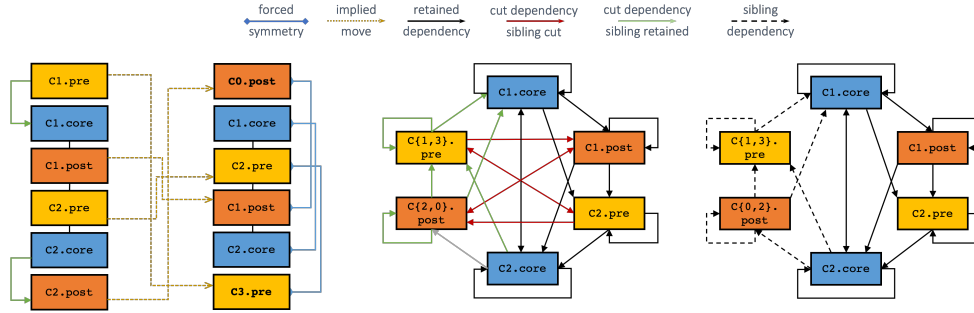 forced
symmetry
implied
move
retained
dependency
cut dependency
sibling cut
cut dependency
sibling retained
sibling
dependency
C1.pre
C1.core
C1.post
C2.pre
C2.core
C2.post
C0.post
C1.core
C2.pre
C1.post
C2.core
C3.pre
C1.core
C{1,3}.
pre
C1.post
C{2,0}.
post
C2.pre
C2.core
C1.core
C{1,3}.
pre
C1.post
C{0,2}.
post
C2.pre
C2.core